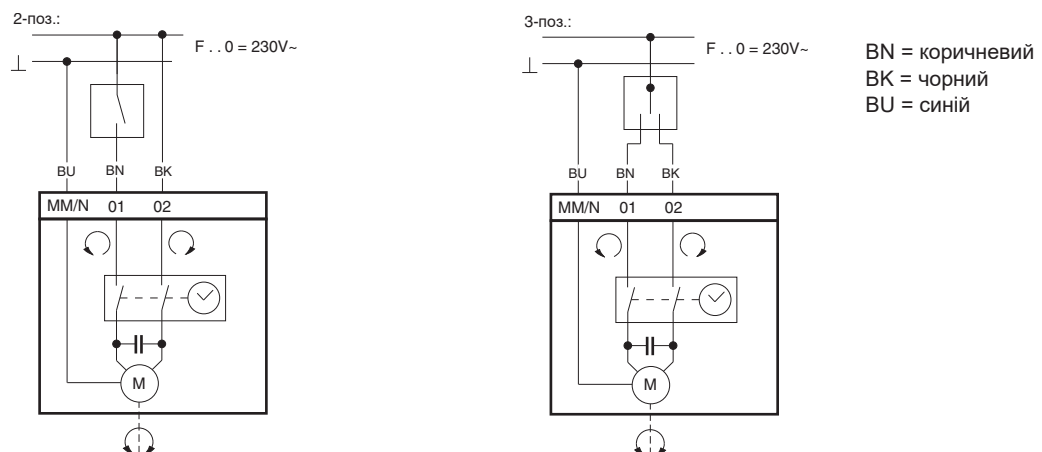 2-поз.:
F . . 0 = 230V~
⊥
BU BN BK
MM/N 01 02
M
3-поз.:
F . . 0 = 230V~
⊥
BU BN BK
MM/N 01 02
M
BN = коричневий
BK = чорний
BU = синій